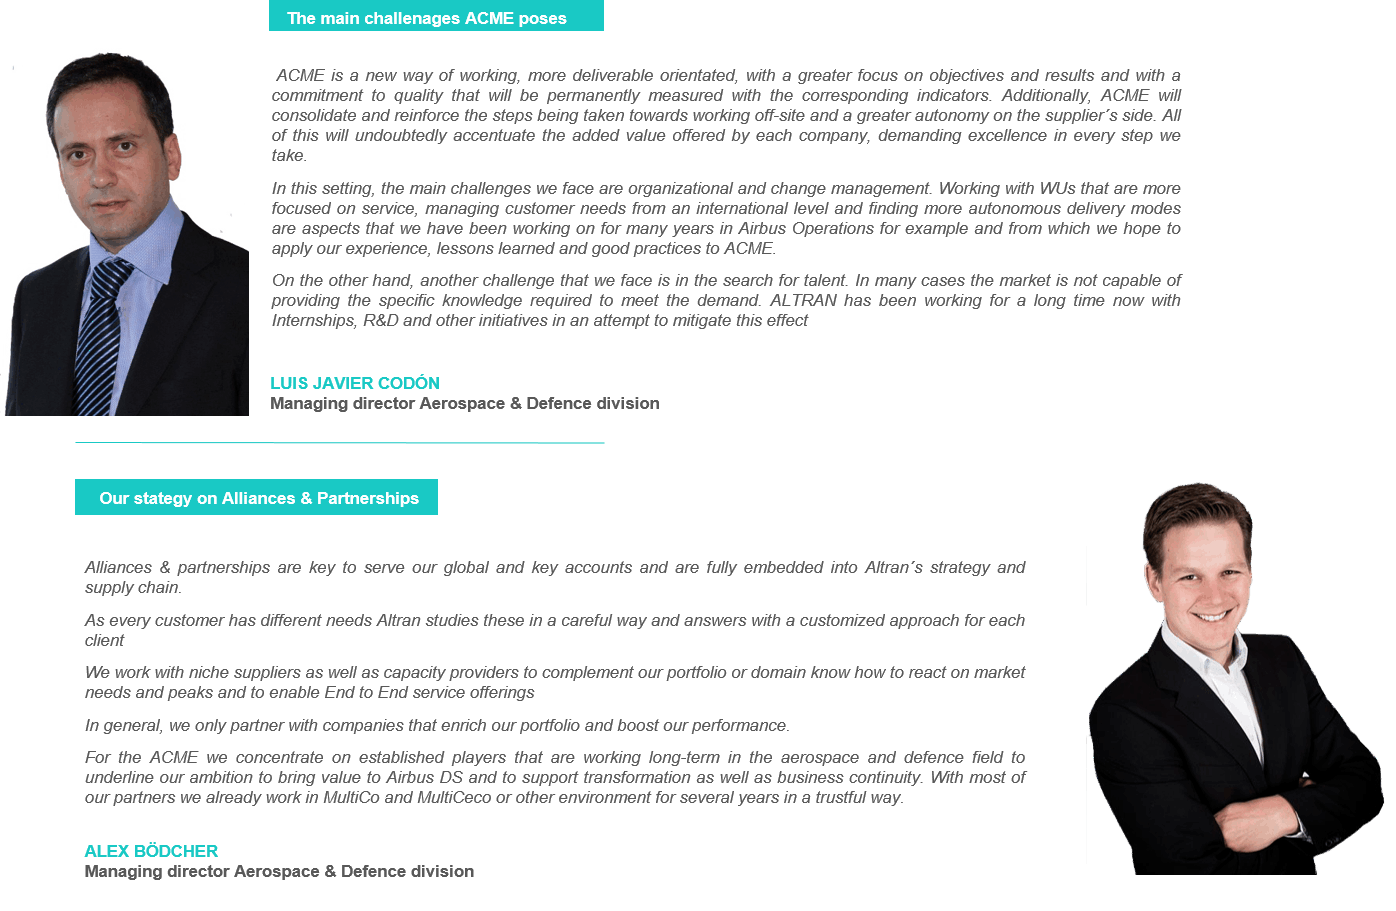 The main challenages ACME poses
ACME is a new way of working, more deliverable orientated, with a greater focus on objectives and results and with a
commitment to quality that will be permanently measured with the corresponding indicators. Additionally, ACME will
consolidate and reinforce the steps being taken towards working off-site and a greater autonomy on the supplier´s side. All
of this will undoubtedly accentuate the added value offered by each company, demanding excellence in every step we
take.
In this setting, the main challenges we face are organizational and change management. Working with WUs that are more
focused on service, managing customer needs from an international level and finding more autonomous delivery modes
are aspects that we have been working on for many years in Airbus Operations for example and from which we hope to
apply our experience, lessons learned and good practices to ACME.
On the other hand, another challenge that we face is in the search for talent. In many cases the market is not capable of
providing the specific knowledge required to meet the demand. ALTRAN has been working for a long time now with
Internships, R&D and other initiatives in an attempt to mitigate this effect
LUIS JAVIER CODÓN
Managing director Aerospace & Defence division
Our stategy on Alliances & Partnerships
Alliances & partnerships are key to serve our global and key accounts and are fully embedded into Altran´s strategy and
supply chain.
As every customer has different needs Altran studies these in a careful way and answers with a customized approach for each
client
We work with niche suppliers as well as capacity providers to complement our portfolio or domain know how to react on market
needs and peaks and to enable End to End service offerings
In general, we only partner with companies that enrich our portfolio and boost our performance.
For the ACME we concentrate on established players that are working long-term in the aerospace and defence field to
underline our ambition to bring value to Airbus DS and to support transformation as well as business continuity. With most of
our partners we already work in MultiCo and MultiCeco or other environment for several years in a trustful way.
ALEX BÖDCHER
Managing director Aerospace & Defence division